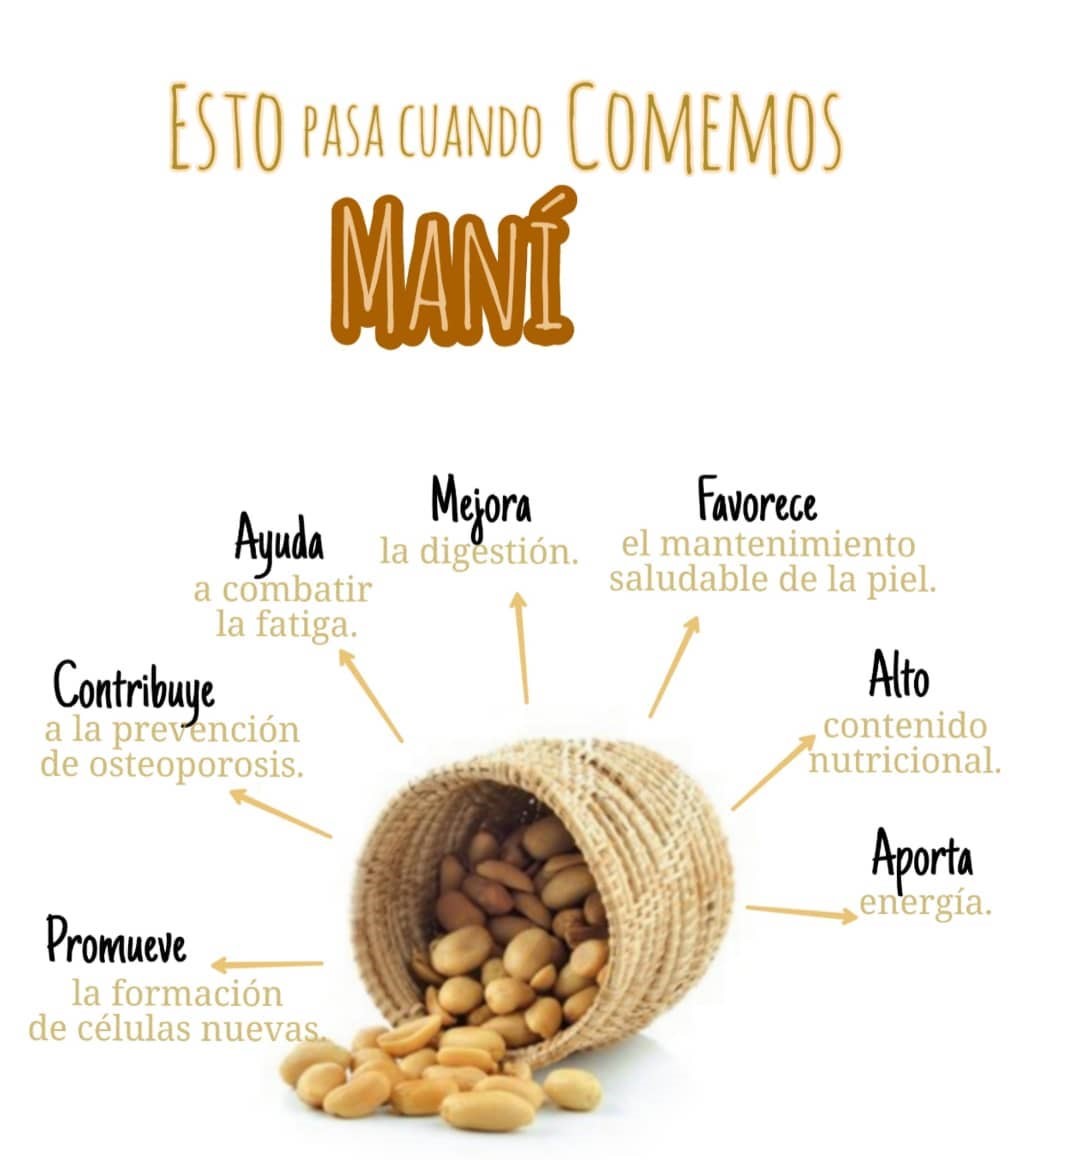 ESTO PASA CUANDO COMEMOS
MANÍ
Mejora
la digestión.
Favorece
el mantenimiento
saludable de la piel.
Ayuda
a combatir
la fatiga.
Alto
contenido
nutricional.
Contribuye
a la prevención
de osteoporosis.
Aporta
energía.
Promueve
la formación
de células nuevas.